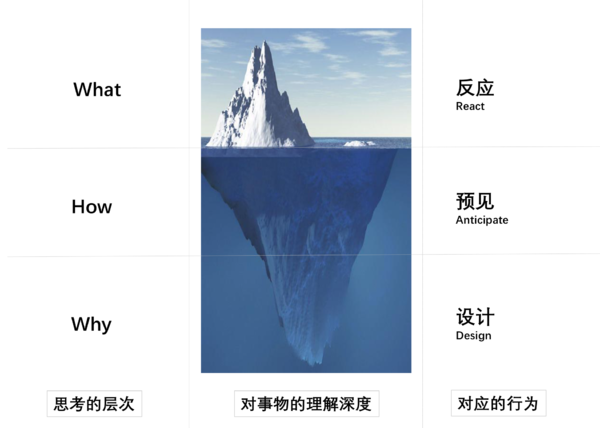 What
反应
React
How
预见
Anticipate
Why
设计
Design
思考的层次
对事物的理解深度
对应的行为